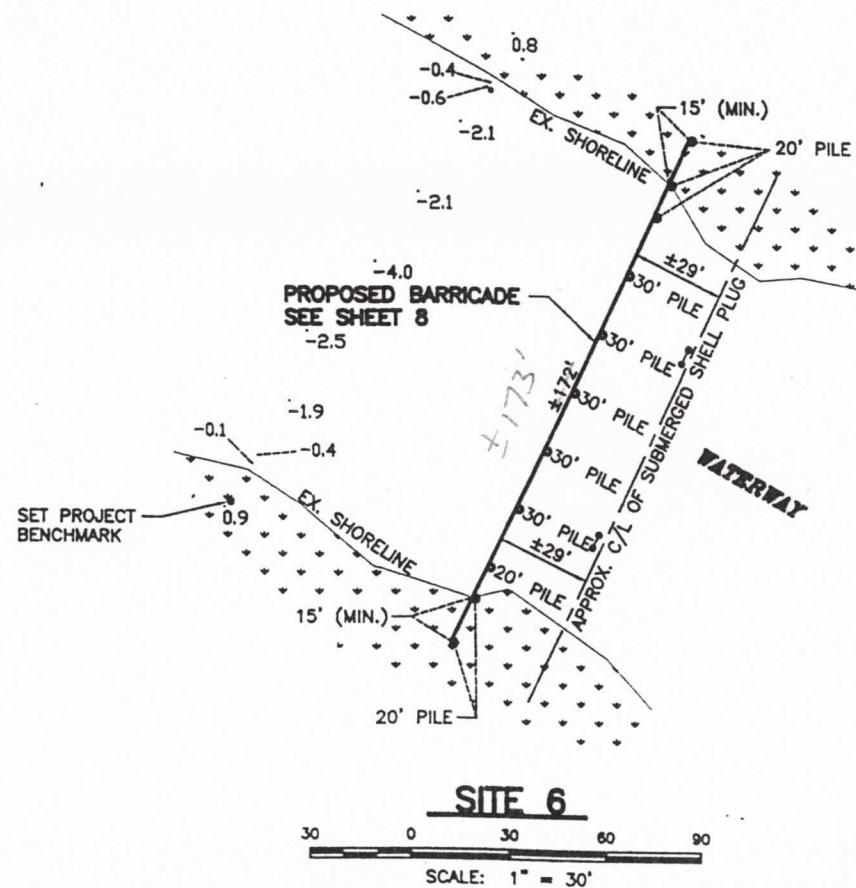 0.8
-0.4
-0.6
15' (MIN.)
-2.1
EX. SHORELINE
20' PILE
-2.1
±29'
-4.0
30' PILE
PROPOSED BARRICADE
SEE SHEET 8
30' PILE
-2.5
±172'
±173'
30' PILE
-1.9
-0.1
-0.4
30' PILE
WATERWAY
SET PROJECT
BENCHMARK
0.9
EX. SHORELINE
30' PILE
±29'
APPROX. C/L OF SUBMERGED SHELL PLUG
20' PILE
15' (MIN.)
20' PILE
SITE 6
30 0 30 60 90
SCALE: 1" = 30'